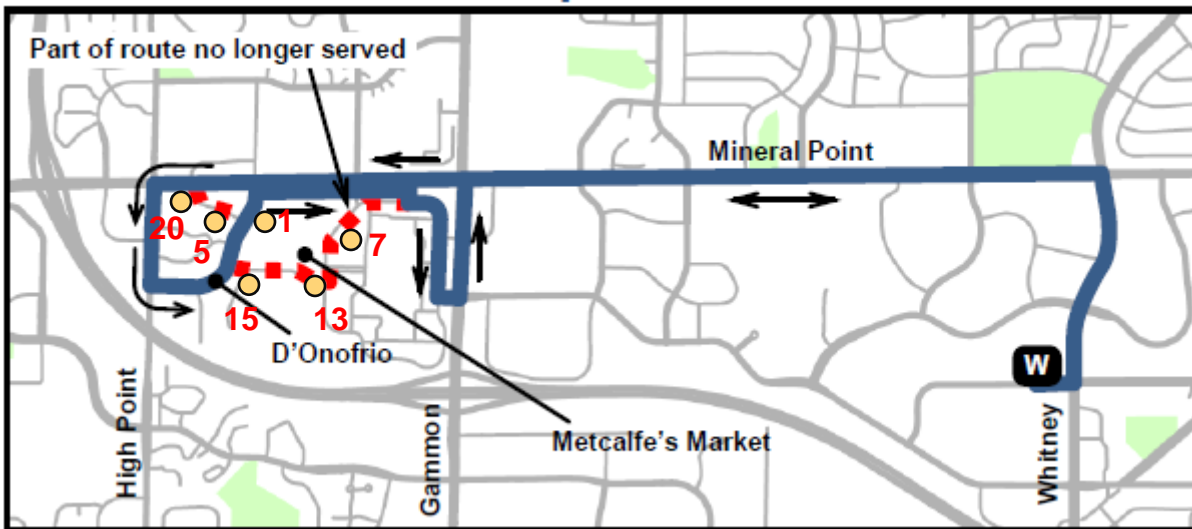 Part of route no longer served
Mineral Point
20
5
1
7
15
13
D'Onofrio
W
High Point
Gammon
Metcalfe's Market
Whitney